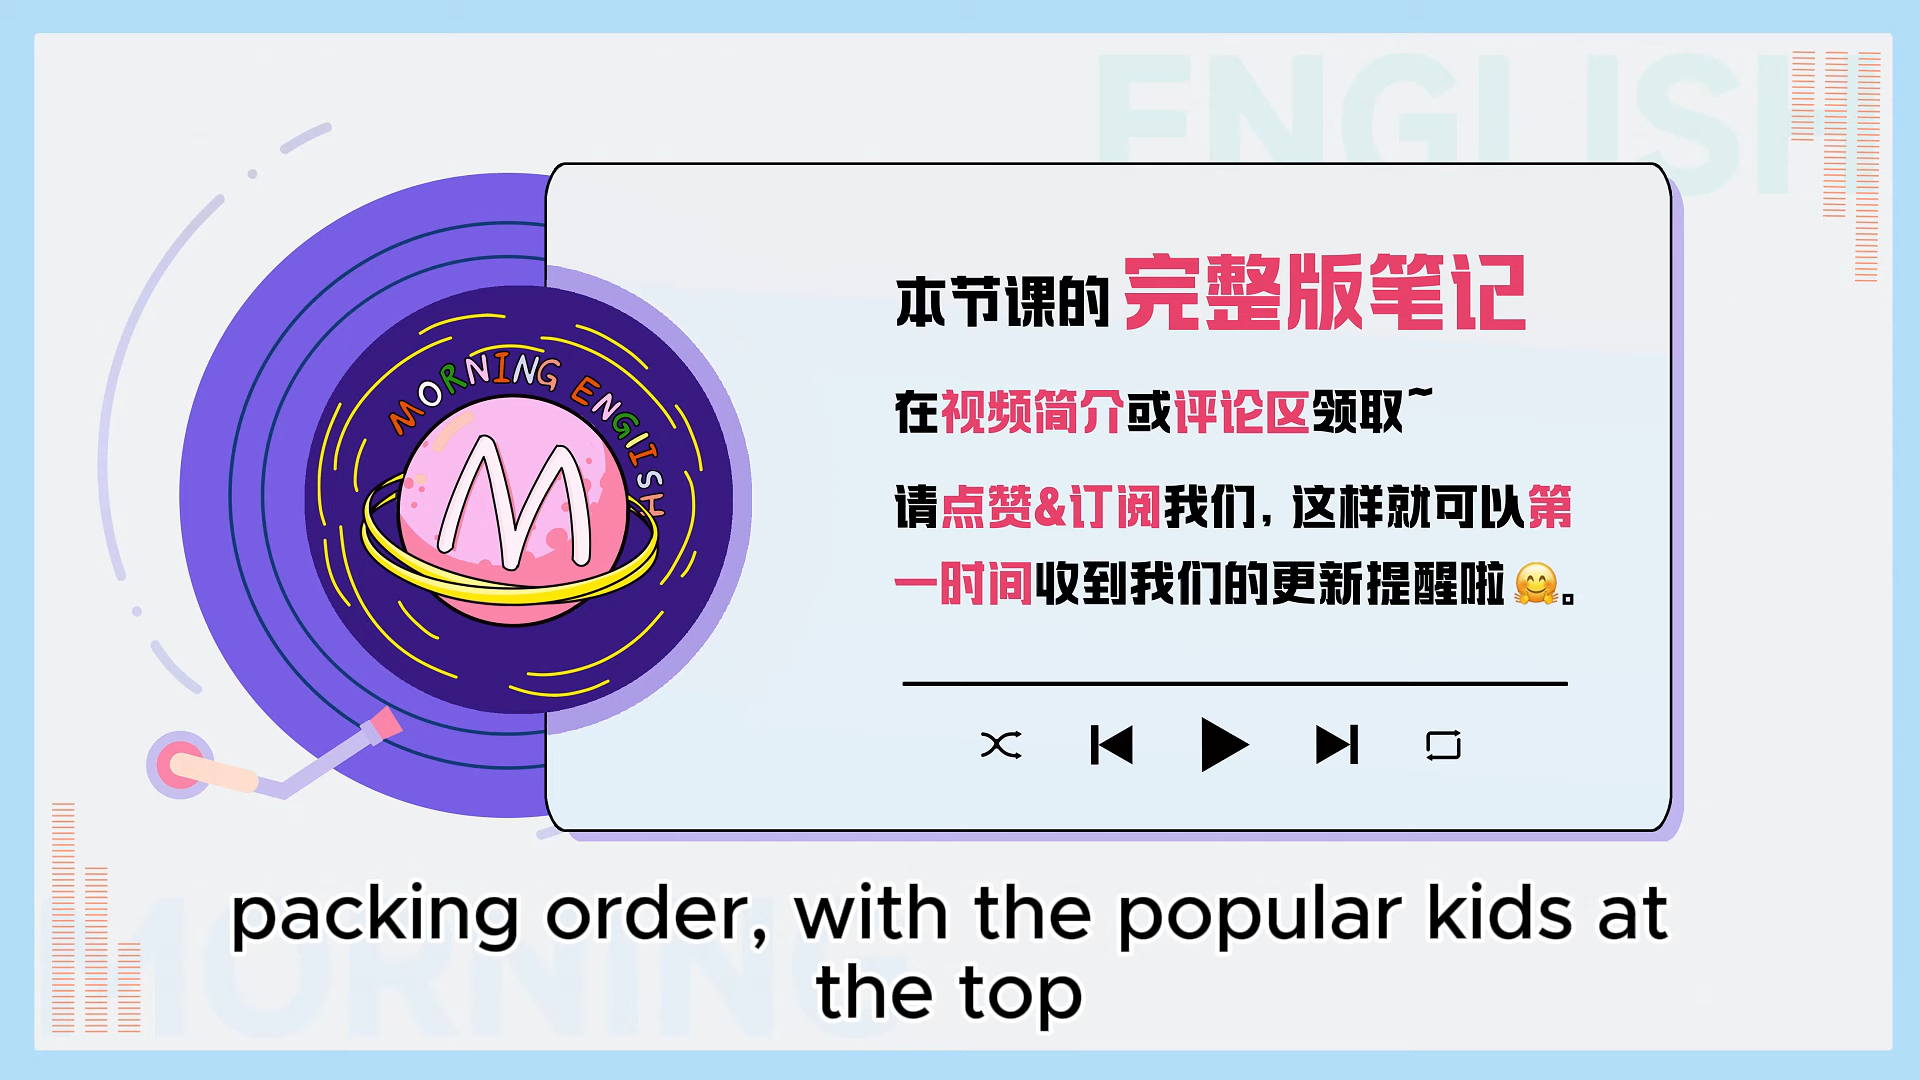 ENGLISH
MORNING ENGLISH
M
本节课的 完整版笔记
在视频简介或评论区领取~
请点赞&订阅我们, 这样就可以第
一时间收到我们的更新提醒啦🤗。
MORNING
packing order, with the popular kids at
the top